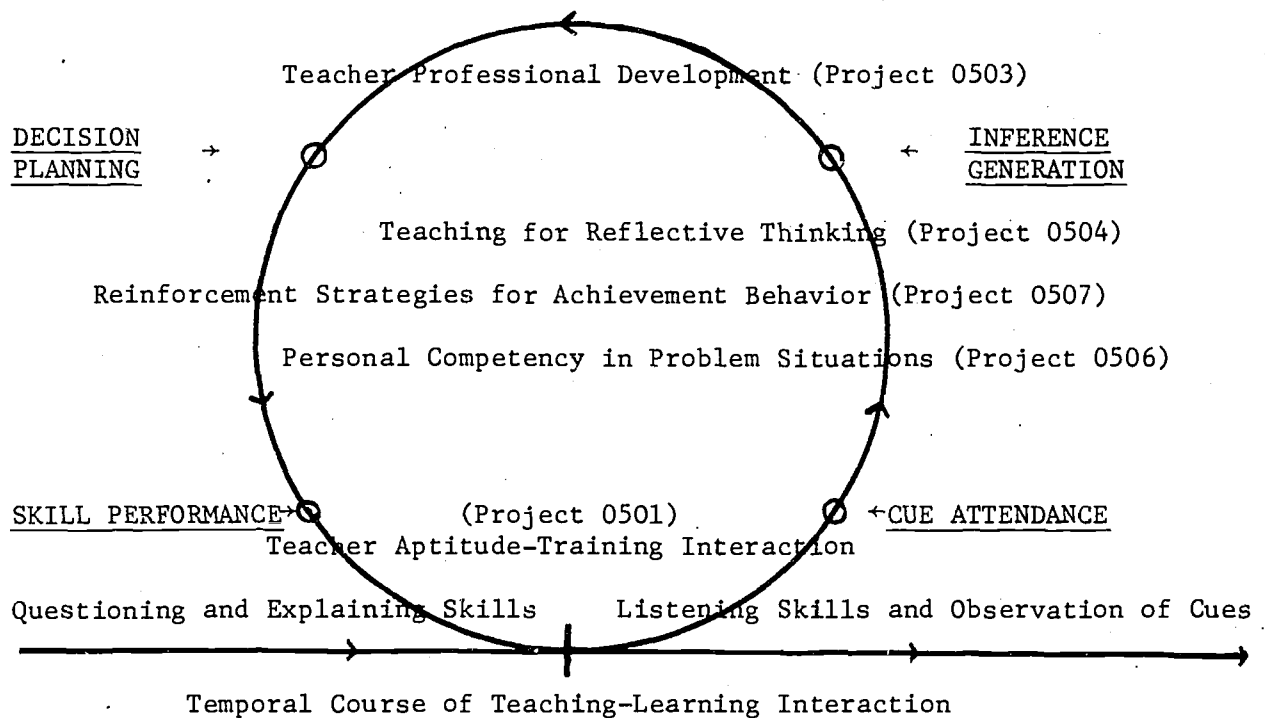 Teacher Professional Development (Project 0503)
DECISION
PLANNING
INFERENCE
GENERATION
Teaching for Reflective Thinking (Project 0504)
Reinforcement Strategies for Achievement Behavior (Project 0507)
Personal Competency in Problem Situations (Project 0506)
SKILL PERFORMANCE
(Project 0501)
CUE ATTENDANCE
Teacher Aptitude-Training Interaction
Questioning and Explaining Skills
Listening Skills and Observation of Cues
Temporal Course of Teaching-Learning Interaction